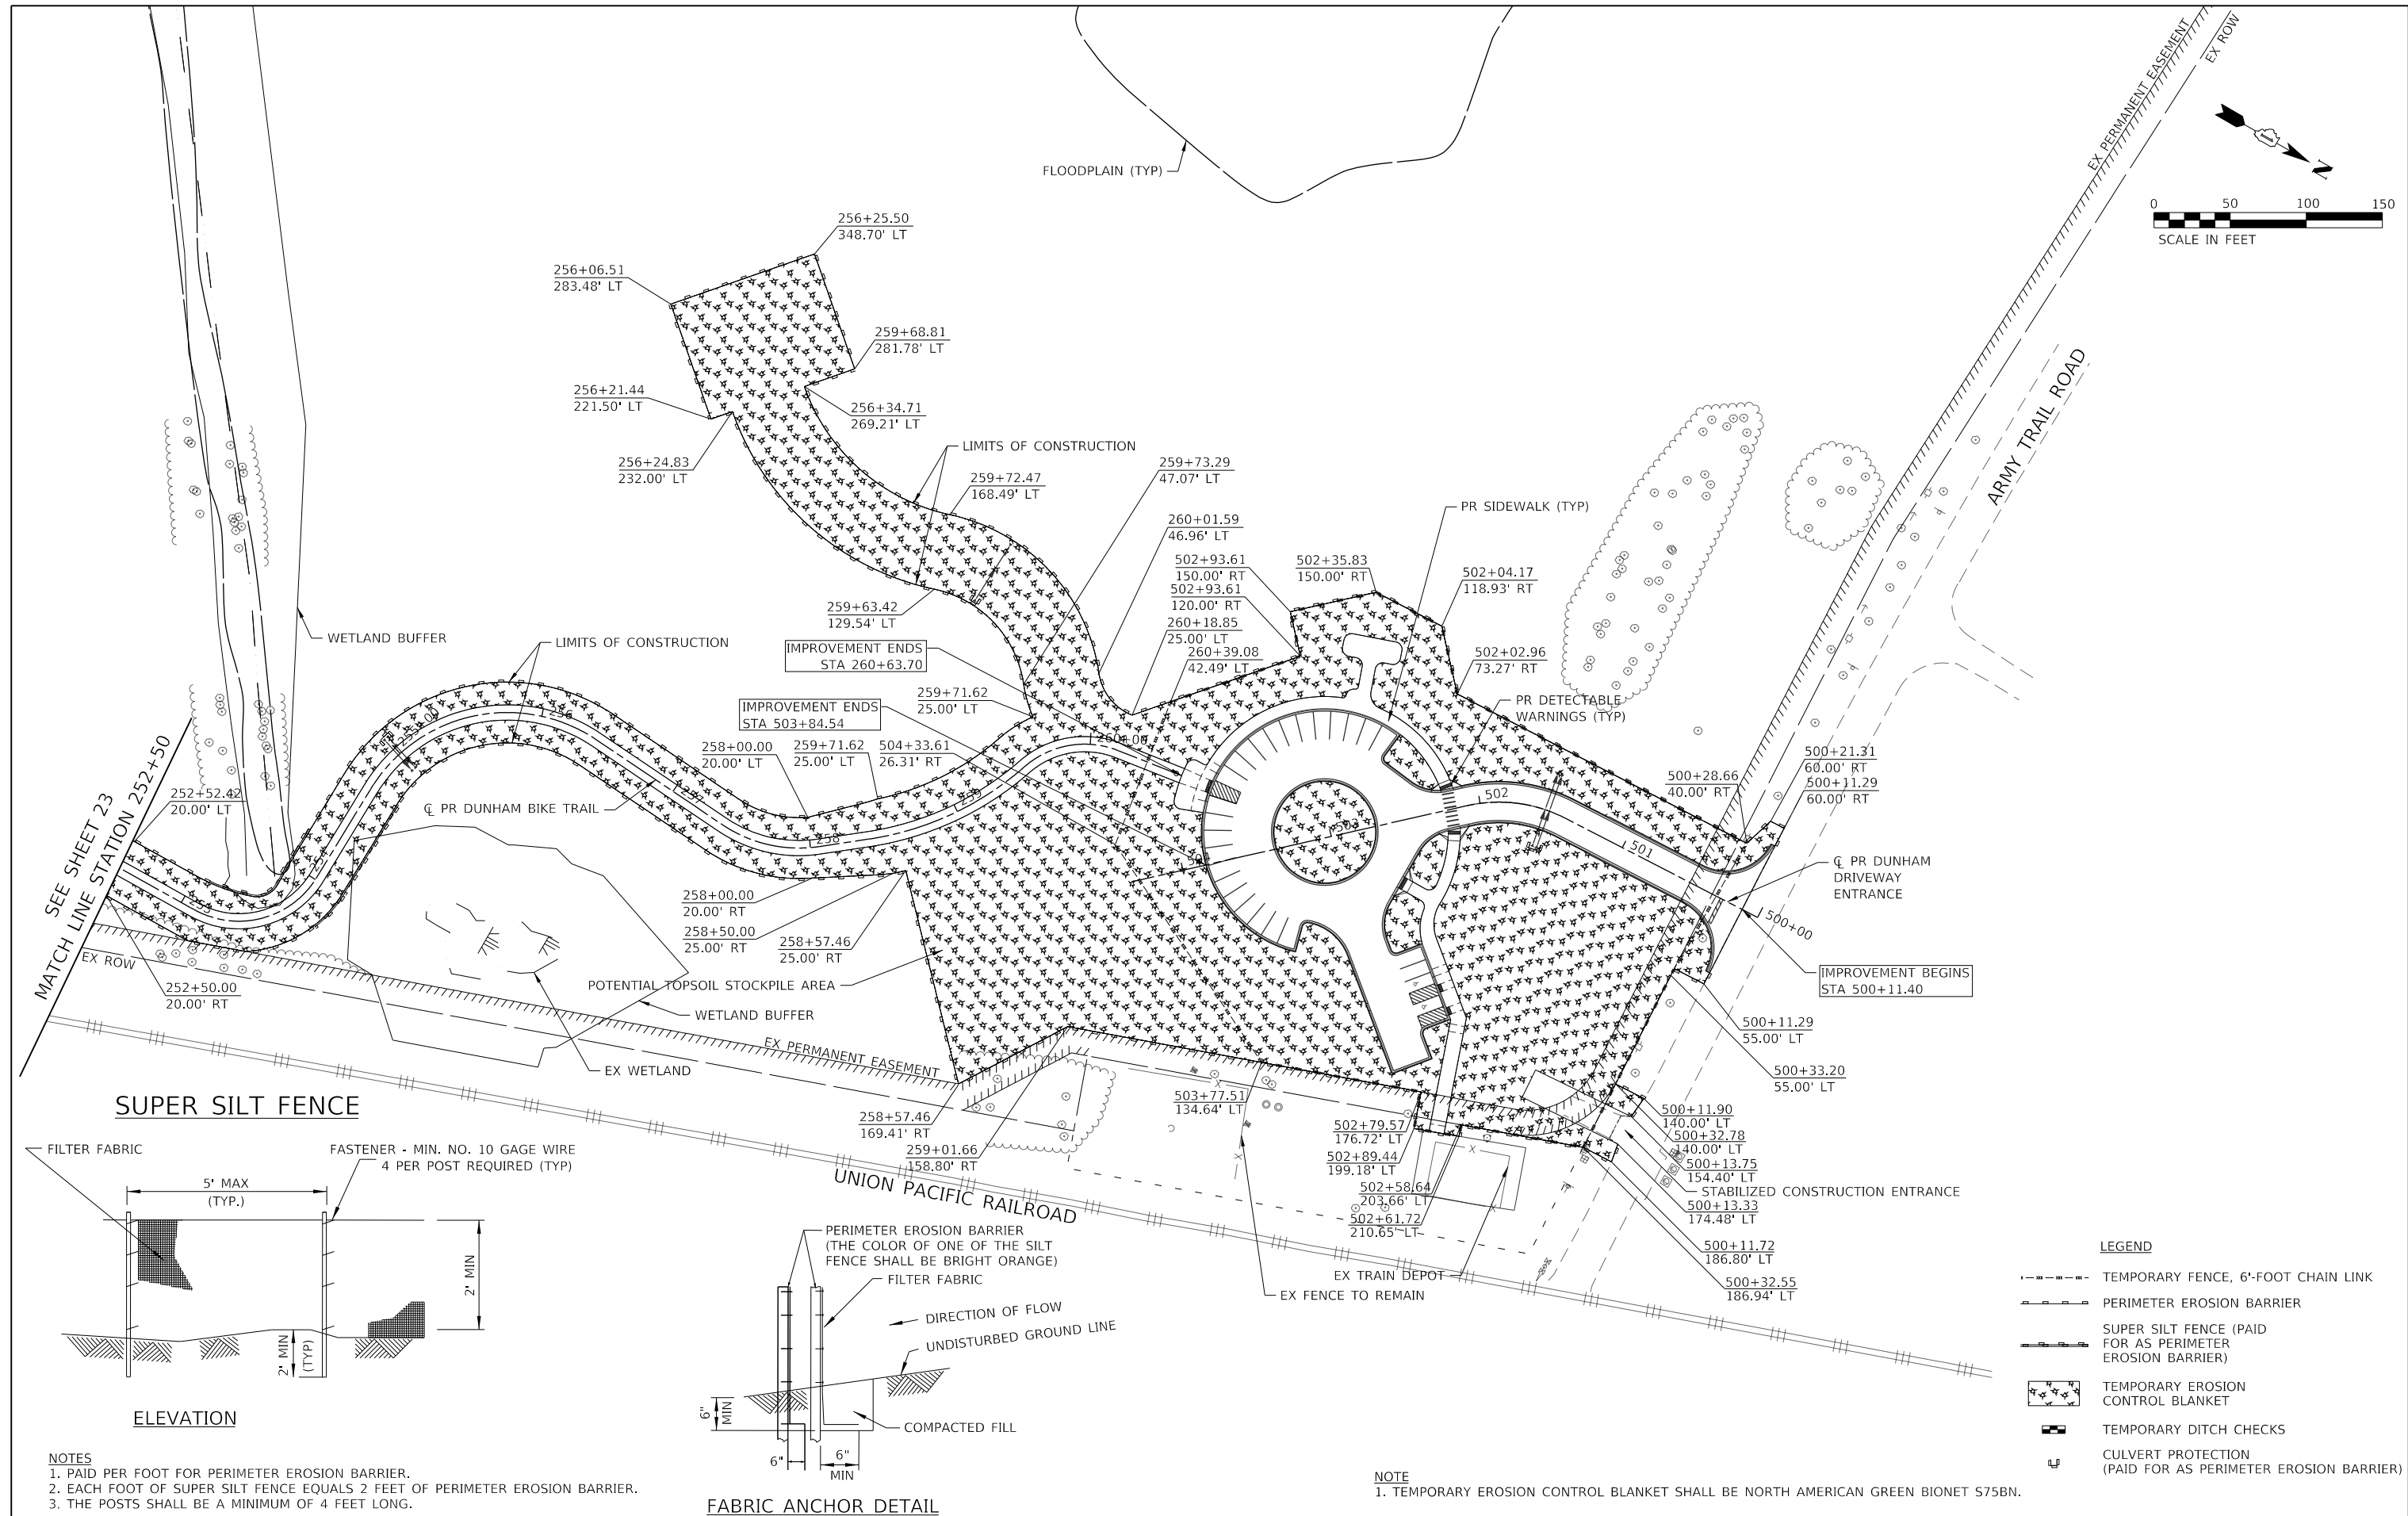 EX PERMANENT EASEMENT
EX ROW
N
0 50 100 150
SCALE IN FEET
FLOODPLAIN (TYP)
256+25.50
348.70' LT
256+06.51
283.48' LT
259+68.81
281.78' LT
256+21.44
221.50' LT
256+34.71
269.21' LT
256+24.83
232.00' LT
LIMITS OF CONSTRUCTION
259+72.47
168.49' LT
259+73.29
47.07' LT
260+01.59
46.96' LT
PR SIDEWALK (TYP)
ARMY TRAIL ROAD
502+93.61
150.00' RT
502+35.83
150.00' RT
502+04.17
118.93' RT
502+93.61
120.00' RT
259+63.42
129.54' LT
260+18.85
25.00' LT
260+39.08
42.49' LT
502+02.96
73.27' RT
WETLAND BUFFER
LIMITS OF CONSTRUCTION
IMPROVEMENT ENDS
STA 260+63.70
IMPROVEMENT ENDS
STA 503+84.54
259+71.62
25.00' LT
PR DETECTABLE
WARNINGS (TYP)
258+00.00
20.00' LT
259+71.62
25.00' LT
504+33.61
26.31' RT
500+21.31
60.00' RT
500+28.66
40.00' RT
500+11.29
60.00' RT
252+52.42
20.00' LT
SEE SHEET 23
MATCH LINE STATION 252+50
253
254
255+00
256
257
258
259
260+00
℄ PR DUNHAM BIKE TRAIL
503
502
501
500+00
℄ PR DUNHAM
DRIVEWAY
ENTRANCE
258+00.00
20.00' RT
258+50.00
25.00' RT
258+57.46
25.00' RT
EX ROW
252+50.00
20.00' RT
POTENTIAL TOPSOIL STOCKPILE AREA
WETLAND BUFFER
IMPROVEMENT BEGINS
STA 500+11.40
EX PERMANENT EASEMENT
EX WETLAND
500+11.29
55.00' LT
500+33.20
55.00' LT
258+57.46
169.41' RT
259+01.66
158.80' RT
503+77.51
134.64' LT
502+79.57
176.72' LT
502+89.44
199.18' LT
502+58.64
203.66' LT
502+61.72
210.65' LT
500+11.90
140.00' LT
500+32.78
140.00' LT
500+13.75
154.40' LT
STABILIZED CONSTRUCTION ENTRANCE
500+13.33
174.48' LT
500+11.72
186.80' LT
500+32.55
186.94' LT
UNION PACIFIC RAILROAD
EX TRAIN DEPOT
EX FENCE TO REMAIN
SUPER SILT FENCE
FILTER FABRIC
FASTENER - MIN. NO. 10 GAGE WIRE
4 PER POST REQUIRED (TYP)
5' MAX
(TYP.)
2' MIN
2' MIN
(TYP)
ELEVATION
PERIMETER EROSION BARRIER
(THE COLOR OF ONE OF THE SILT
FENCE SHALL BE BRIGHT ORANGE)
FILTER FABRIC
DIRECTION OF FLOW
UNDISTURBED GROUND LINE
COMPACTED FILL
6"
MIN
6"
6"
MIN
FABRIC ANCHOR DETAIL
NOTES
1. PAID PER FOOT FOR PERIMETER EROSION BARRIER.
2. EACH FOOT OF SUPER SILT FENCE EQUALS 2 FEET OF PERIMETER EROSION BARRIER.
3. THE POSTS SHALL BE A MINIMUM OF 4 FEET LONG.
NOTE
1. TEMPORARY EROSION CONTROL BLANKET SHALL BE NORTH AMERICAN GREEN BIONET S75BN.
LEGEND
TEMPORARY FENCE, 6'-FOOT CHAIN LINK
PERIMETER EROSION BARRIER
SUPER SILT FENCE (PAID
FOR AS PERIMETER
EROSION BARRIER)
TEMPORARY EROSION
CONTROL BLANKET
TEMPORARY DITCH CHECKS
CULVERT PROTECTION
(PAID FOR AS PERIMETER EROSION BARRIER)